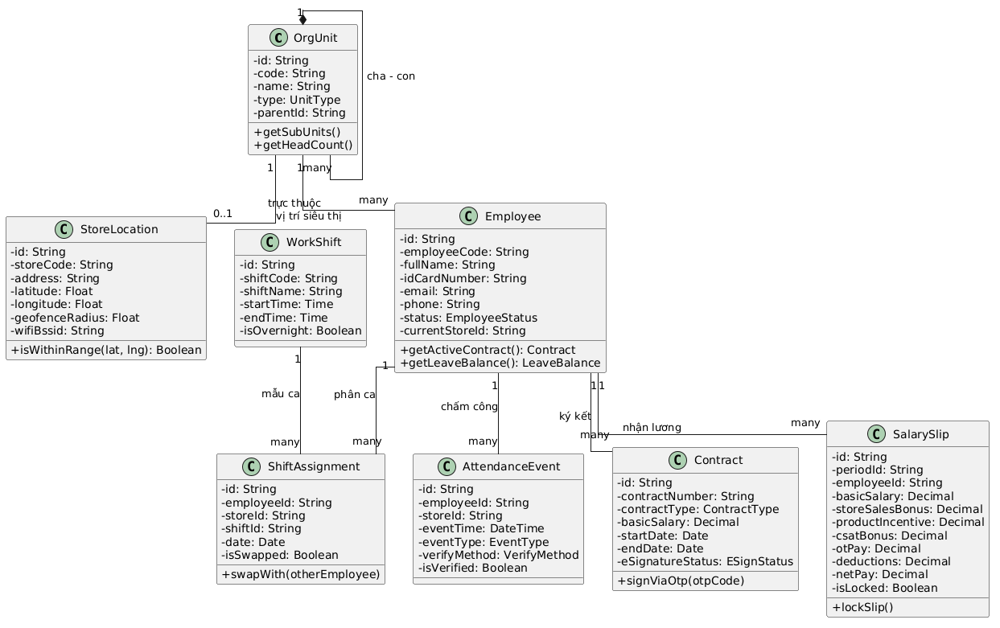 1
C OrgUnit
-id: String
-code: String
-name: String
-type: UnitType
-parentId: String
+getSubUnits()
+getHeadCount()
cha - con
1
1
many
trực thuộc
many
0..1
vị trí siêu thị
C StoreLocation
-id: String
-storeCode: String
-address: String
-latitude: Float
-longitude: Float
-geofenceRadius: Float
-wifiBssid: String
+isWithinRange(lat, lng): Boolean
C WorkShift
-id: String
-shiftCode: String
-shiftName: String
-startTime: Time
-endTime: Time
-isOvernight: Boolean
C Employee
-id: String
-employeeCode: String
-fullName: String
-idCardNumber: String
-email: String
-phone: String
-status: EmployeeStatus
-currentStoreId: String
+getActiveContract(): Contract
+getLeaveBalance(): LeaveBalance
1
mẫu ca
many
1
phân ca
many
1
chấm công
many
1
ký kết
many
1
nhận lương
many
C ShiftAssignment
-id: String
-employeeId: String
-storeId: String
-shiftId: String
-date: Date
-isSwapped: Boolean
+swapWith(otherEmployee)
C AttendanceEvent
-id: String
-employeeId: String
-storeId: String
-eventTime: DateTime
-eventType: EventType
-verifyMethod: VerifyMethod
-isVerified: Boolean
C Contract
-id: String
-contractNumber: String
-contractType: ContractType
-basicSalary: Decimal
-startDate: Date
-endDate: Date
-eSignatureStatus: ESignStatus
+signViaOtp(otpCode)
C SalarySlip
-id: String
-periodId: String
-employeeId: String
-basicSalary: Decimal
-storeSalesBonus: Decimal
-productIncentive: Decimal
-csatBonus: Decimal
-otPay: Decimal
-deductions: Decimal
-netPay: Decimal
-isLocked: Boolean
+lockSlip()